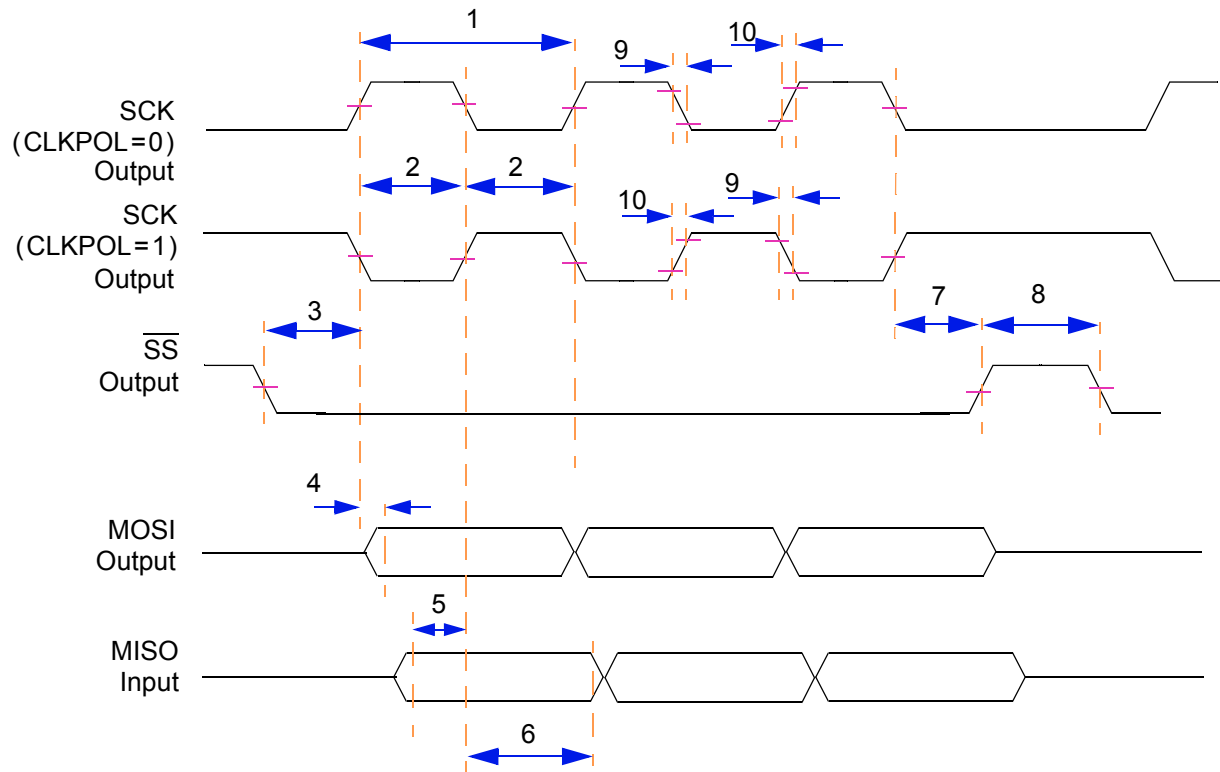 1
9
10
SCK
(CLKPOL=0)
Output
2
2
SCK
(CLKPOL=1)
Output
10
9
3
7
8
SS
Output
4
MOSI
Output
5
MISO
Input
6